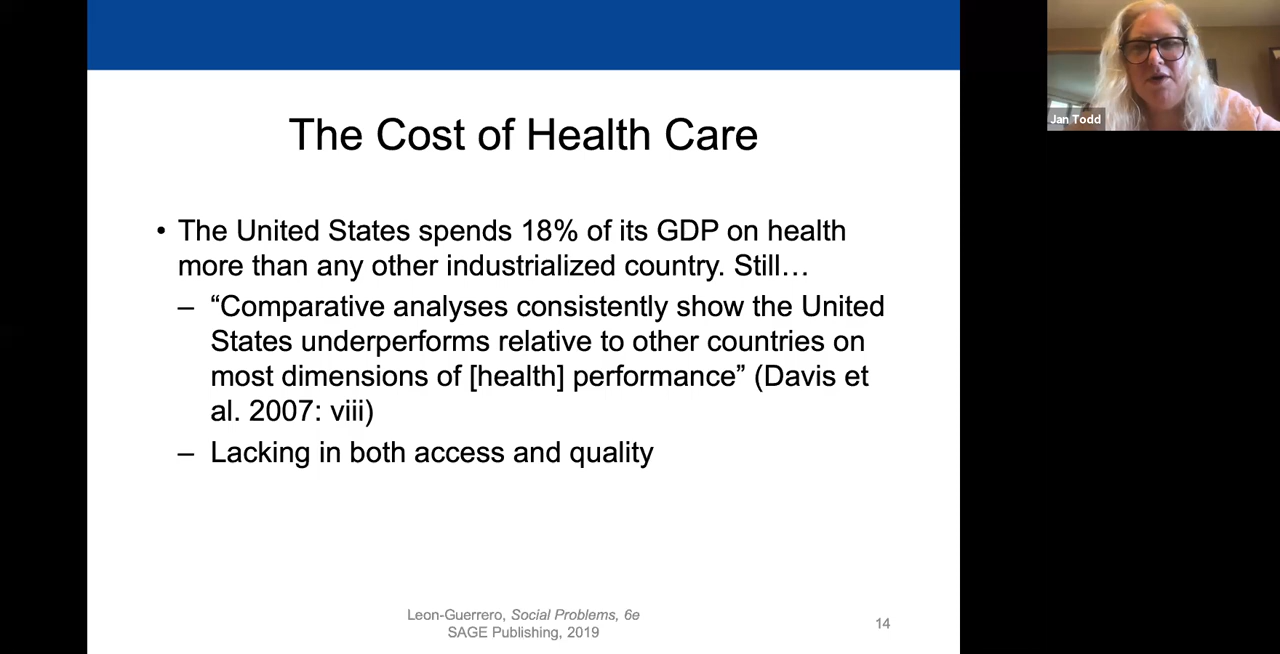 The Cost of Health Care
• The United States spends 18% of its GDP on health
more than any other industrialized country. Still…
– “Comparative analyses consistently show the United
States underperforms relative to other countries on
most dimensions of [health] performance” (Davis et
al. 2007: viii)
– Lacking in both access and quality
Leon-Guerrero, Social Problems, 6e
SAGE Publishing, 2019
14
Jan Todd